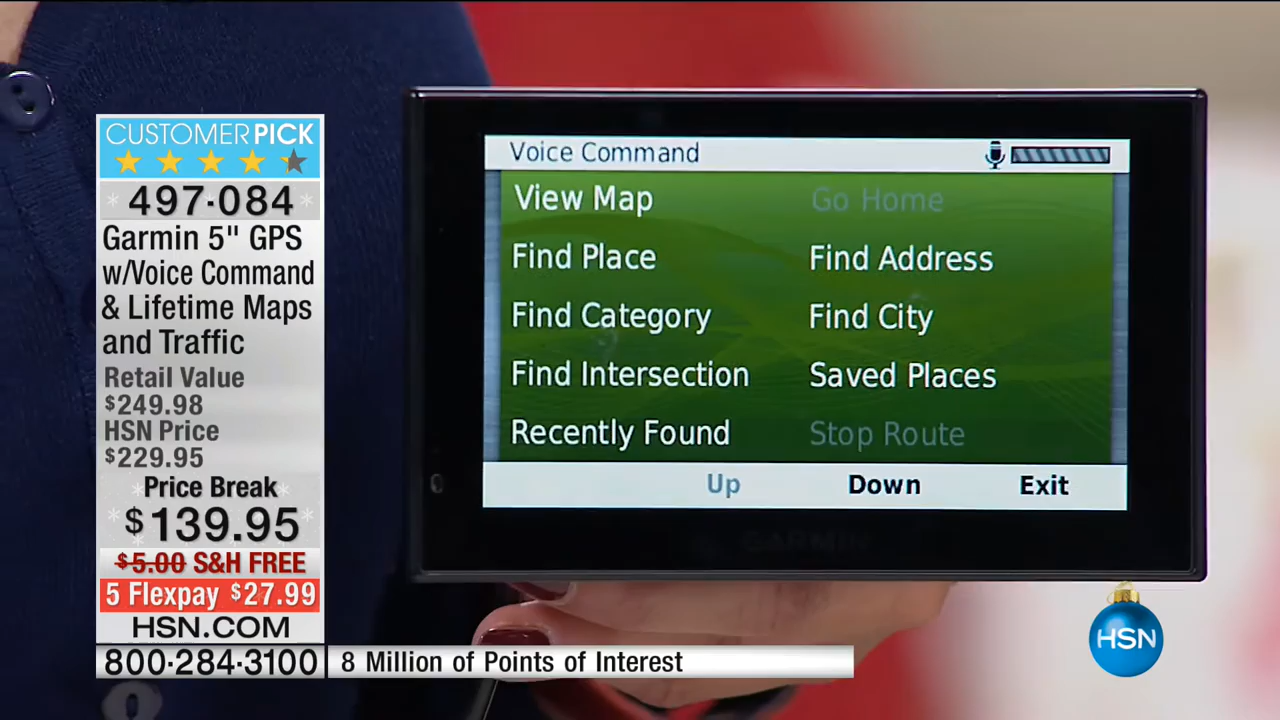 CUSTOMER PICK
497-084
Garmin 5" GPS
w/Voice Command
& Lifetime Maps
and Traffic
Retail Value
$249.98
HSN Price
$229.95
Price Break
$139.95
$5.00 S&H FREE
5 Flexpay $27.99
HSN.COM
800-284-3100
8 Million of Points of Interest
Voice Command
View Map
Go Home
Find Place
Find Address
Find Category
Find City
Find Intersection
Saved Places
Recently Found
Stop Route
Up
Down
Exit
GARMIN
HSN